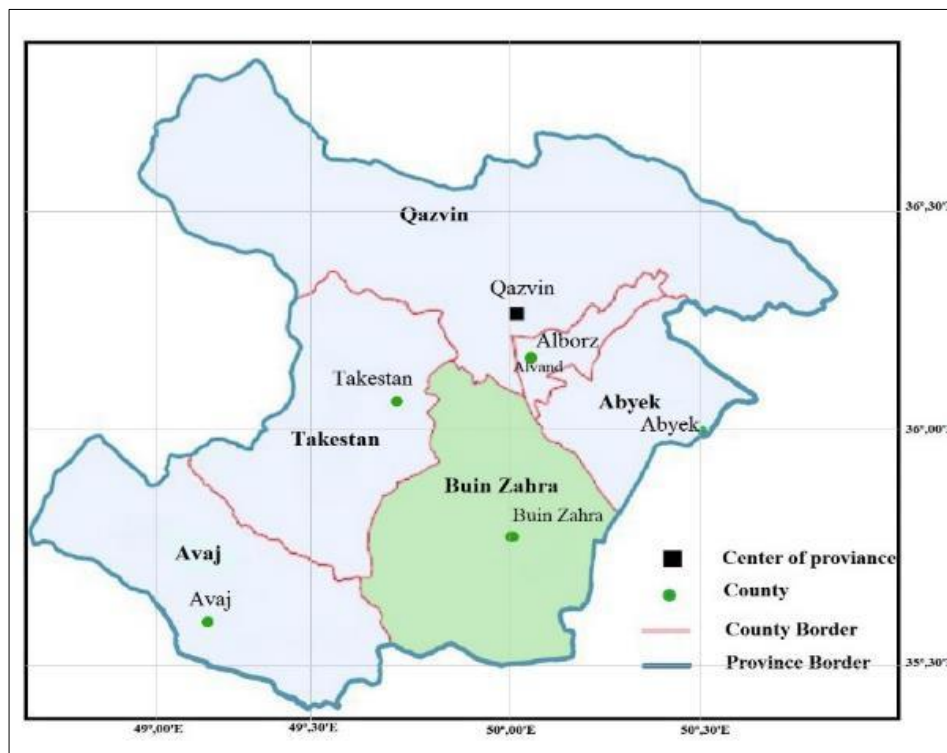 Qazvin
36°,30'
Qazvin
Alborz
Alvand
Takestan
Abyek
Abyek
36°,00'
Takestan
Buin Zahra
Buin Zahra
Avaj
Avaj
Center of proviance
County
County Border
Province Border
35°,30'
49°,00'E
49°,30'E
50°,00'E
50°,30'E